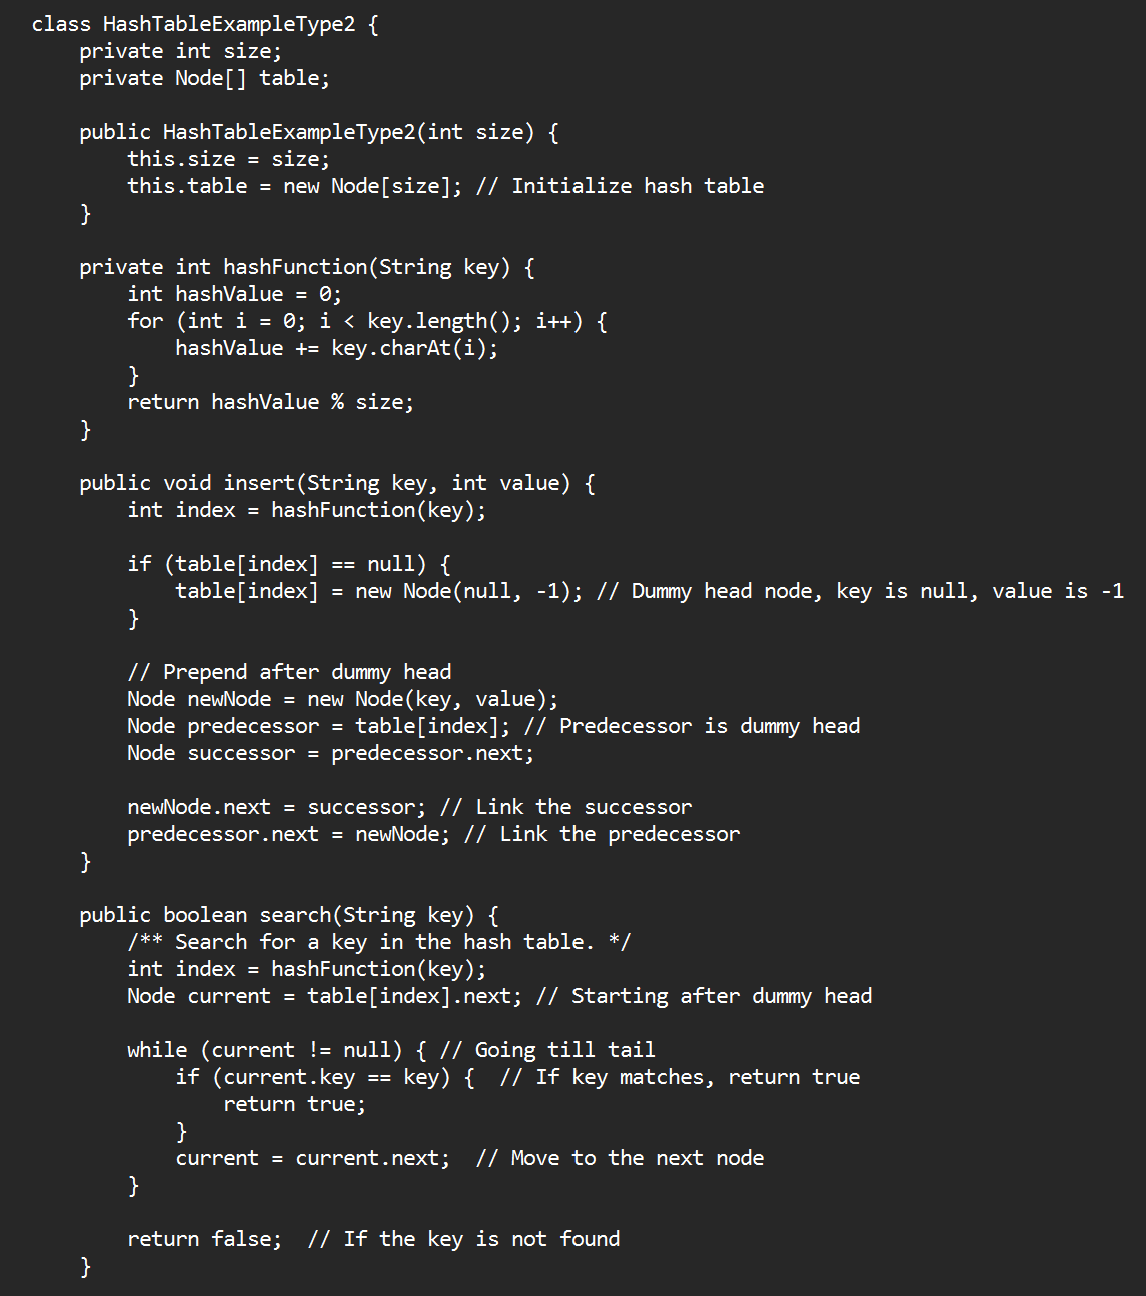 class HashTableExampleType2 {
    private int size;
    private Node[] table;

    public HashTableExampleType2(int size) {
        this.size = size;
        this.table = new Node[size]; // Initialize hash table
    }

    private int hashFunction(String key) {
        int hashValue = 0;
        for (int i = 0; i < key.length(); i++) {
            hashValue += key.charAt(i);
        }
        return hashValue % size;
    }

    public void insert(String key, int value) {
        int index = hashFunction(key);

        if (table[index] == null) {
            table[index] = new Node(null, -1); // Dummy head node, key is null, value is -1
        }

        // Prepend after dummy head
        Node newNode = new Node(key, value);
        Node predecessor = table[index]; // Predecessor is dummy head
        Node successor = predecessor.next;

        newNode.next = successor; // Link the successor
        predecessor.next = newNode; // Link the predecessor
    }

    public boolean search(String key) {
        /** Search for a key in the hash table. */
        int index = hashFunction(key);
        Node current = table[index].next; // Starting after dummy head

        while (current != null) { // Going till tail
            if (current.key == key) {  // If key matches, return true
                return true;
            }
            current = current.next;  // Move to the next node
        }

        return false;  // If the key is not found
    }